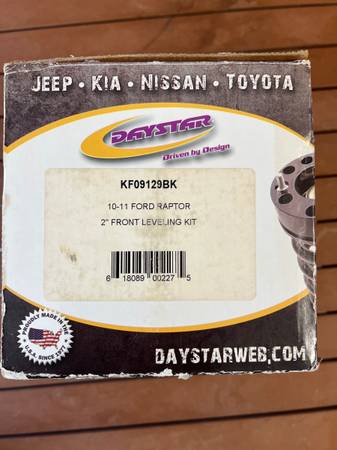 JEEP • KIA • NISSAN • TOYOTA
DAYSTAR
Driven by Design
KF09129BK
10-11 FORD RAPTOR
2" FRONT LEVELING KIT
6 18089 00227 5
PROUDLY MADE IN THE
U.S.A. SINCE 1977
DAYSTARWEB.COM